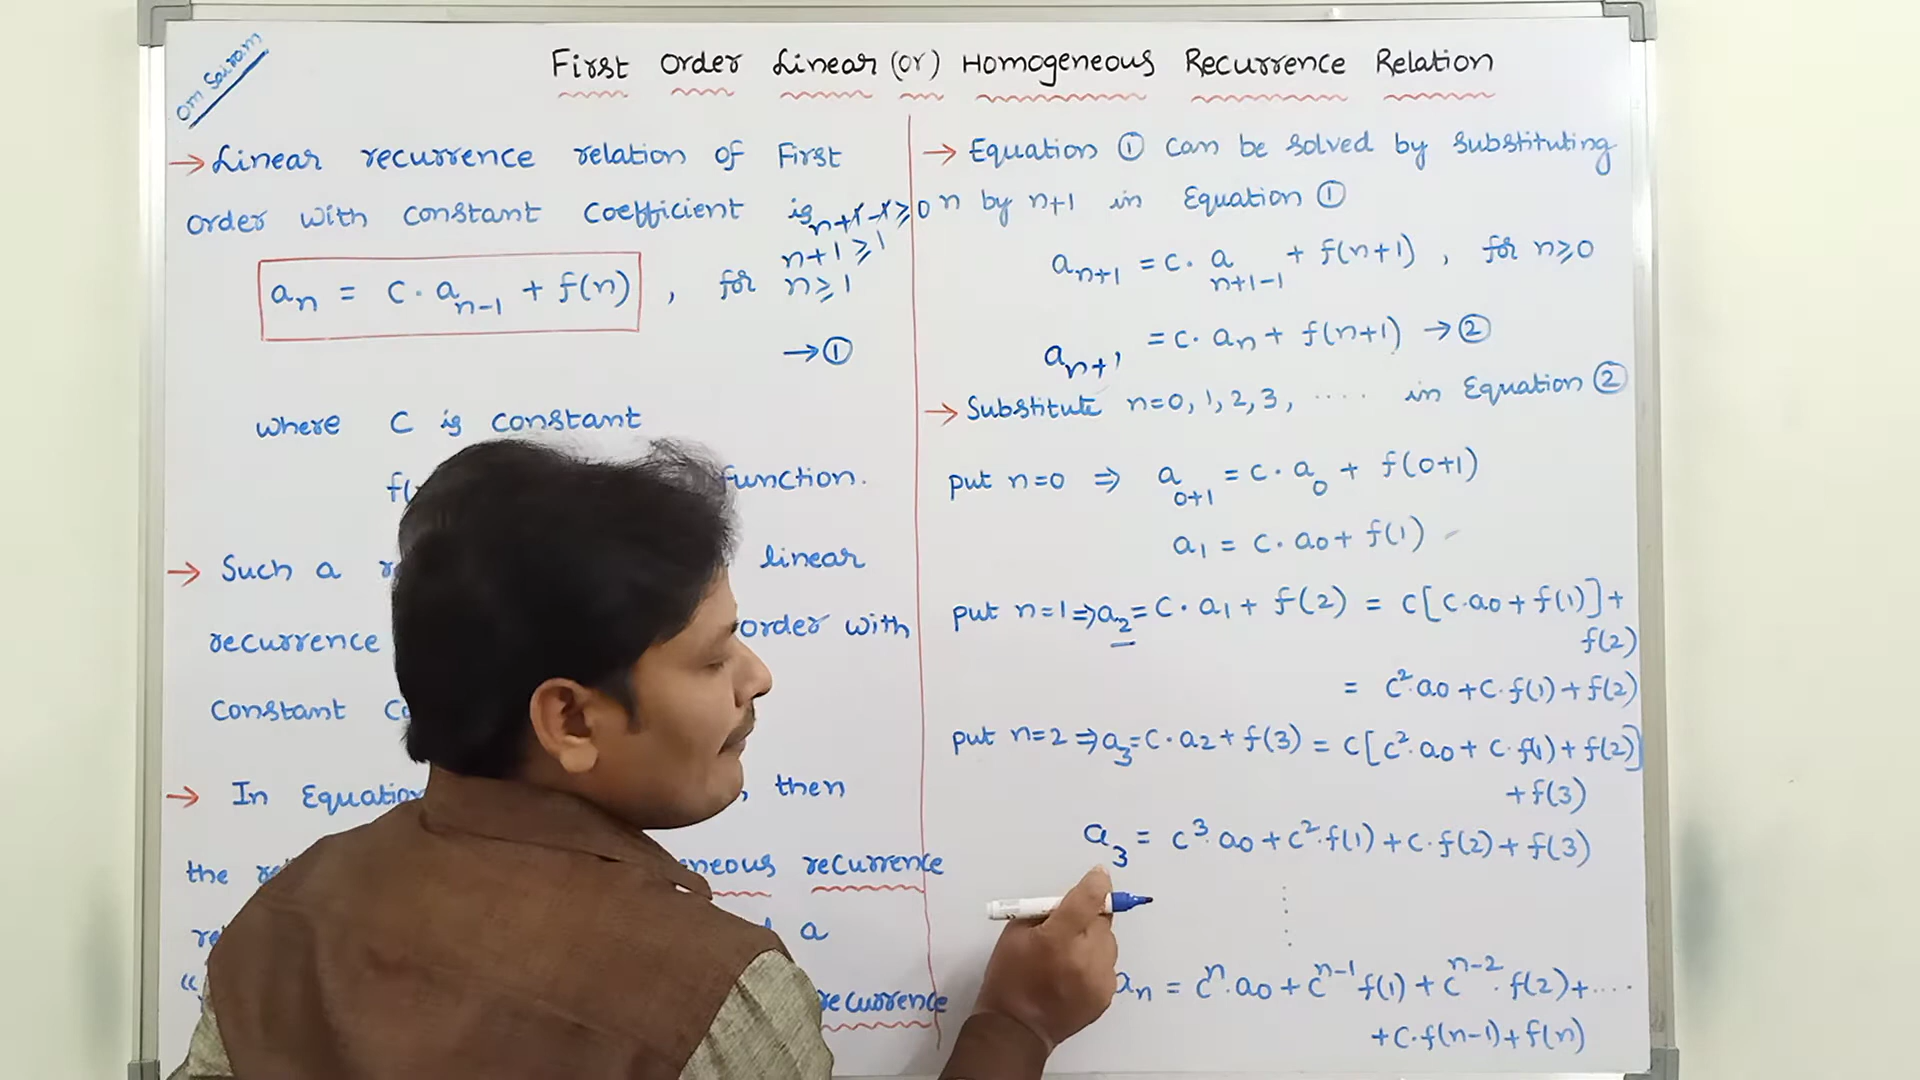 Om Sairam
First Order Linear (or) Homogeneous Recurrence Relation
→ Linear recurrence relation of First
order with constant coefficient is
n+1-1 ≥ 0
n+1 ≥ 1
aₙ = C · aₙ₋₁ + f(n) , for n ≥ 1
→ ①
where C is constant
function.
→ Such a linear
recurrence order with
constant
→ In Equation , then
the recurrence
a
recurrence
→ Equation ① can be solved by substituting
n by n+1 in Equation ①
aₙ₊₁ = c · aₙ₊₁₋₁ + f(n+1) , for n≥0
aₙ₊₁ = c · aₙ + f(n+1) → ②
→ Substitute n=0, 1, 2, 3, ..... in Equation ②
put n=0 ⇒ a₀₊₁ = c · a₀ + f(0+1)
a₁ = c · a₀ + f(1)
put n=1 ⇒ a₂ = c · a₁ + f(2) = c[c·a₀ + f(1)] +
f(2)
= c²·a₀ + c·f(1) + f(2)
put n=2 ⇒ a₃ = c · a₂ + f(3) = c[c²·a₀ + c·f(1) + f(2)]
+ f(3)
a₃ = c³·a₀ + c²·f(1) + c·f(2) + f(3)
aₙ = cⁿ·a₀ + cⁿ⁻¹ f(1) + cⁿ⁻²·f(2) + ....
+ c·f(n-1) + f(n)